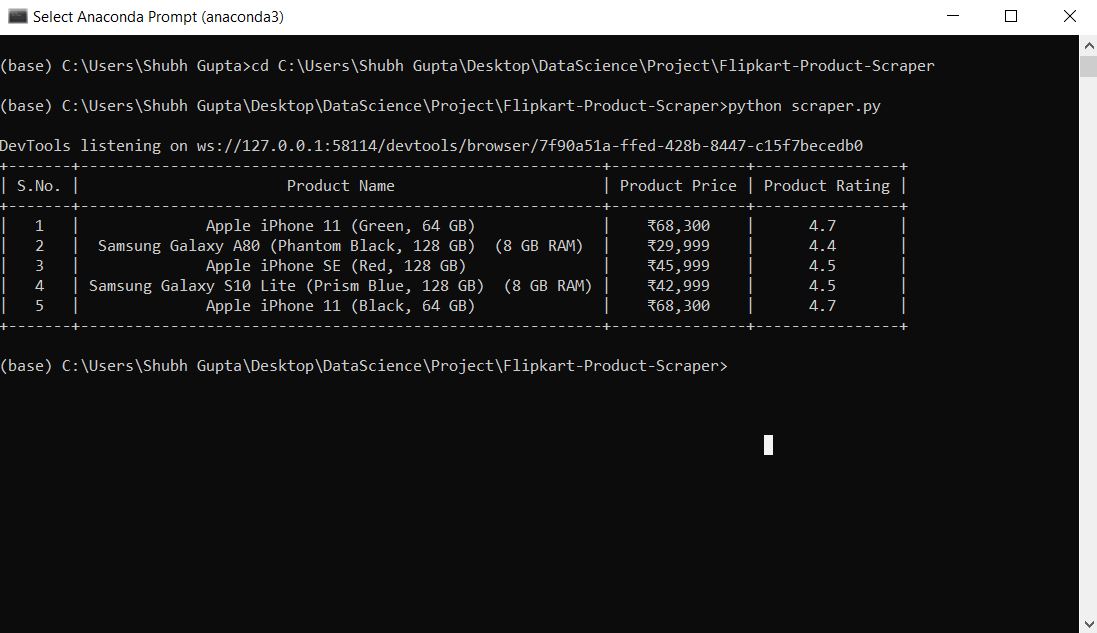 Select Anaconda Prompt (anaconda3)
(base) C:\Users\Shubh Gupta>cd C:\Users\Shubh Gupta\Desktop\DataScience\Project\Flipkart-Product-Scraper
(base) C:\Users\Shubh Gupta\Desktop\DataScience\Project\Flipkart-Product-Scraper>python scraper.py
DevTools listening on ws://127.0.0.1:58114/devtools/browser/7f90a51a-ffed-428b-8447-c15f7becedb0
+-------+----------------------------------------------------------+---------------+----------------+
| S.No. |                       Product Name                       | Product Price | Product Rating |
+-------+----------------------------------------------------------+---------------+----------------+
|   1   |              Apple iPhone 11 (Green, 64 GB)              |    ₹68,300    |      4.7       |
|   2   |  Samsung Galaxy A80 (Phantom Black, 128 GB)  (8 GB RAM)  |    ₹29,999    |      4.4       |
|   3   |              Apple iPhone SE (Red, 128 GB)               |    ₹45,999    |      4.5       |
|   4   | Samsung Galaxy S10 Lite (Prism Blue, 128 GB)  (8 GB RAM) |    ₹42,999    |      4.5       |
|   5   |              Apple iPhone 11 (Black, 64 GB)              |    ₹68,300    |      4.7       |
+-------+----------------------------------------------------------+---------------+----------------+
(base) C:\Users\Shubh Gupta\Desktop\DataScience\Project\Flipkart-Product-Scraper>